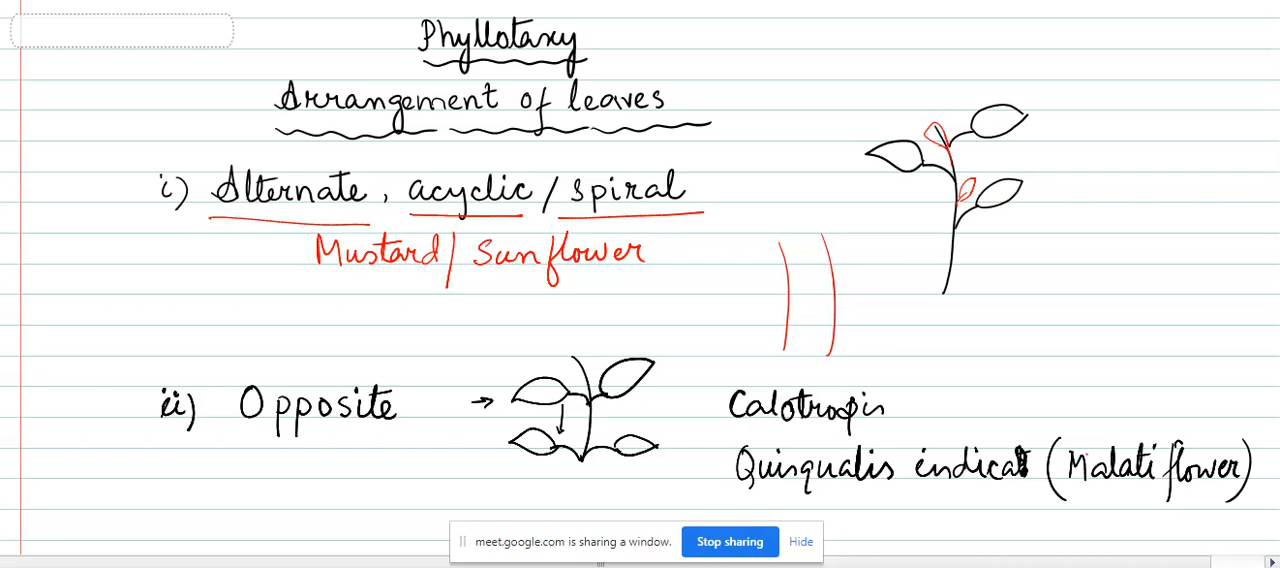 Phyllotaxy
Arrangement of leaves
i) Alternate, acyclic / spiral
Mustard / Sunflower
ii) Opposite → Calotropis
Quinqualis indica (Malati flower)
meet.google.com is sharing a window. Stop sharing Hide